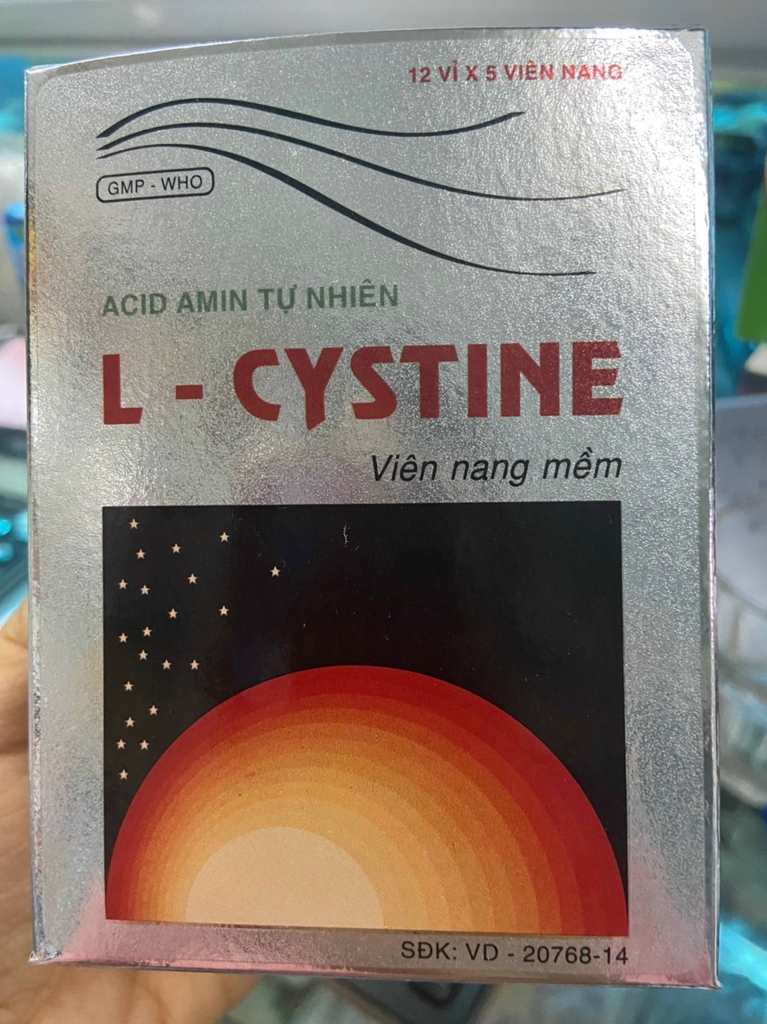 12 VỈ X 5 VIÊN NANG
GMP - WHO
ACID AMIN TỰ NHIÊN
L - CYSTINE
Viên nang mềm
SĐK: VD - 20768-14